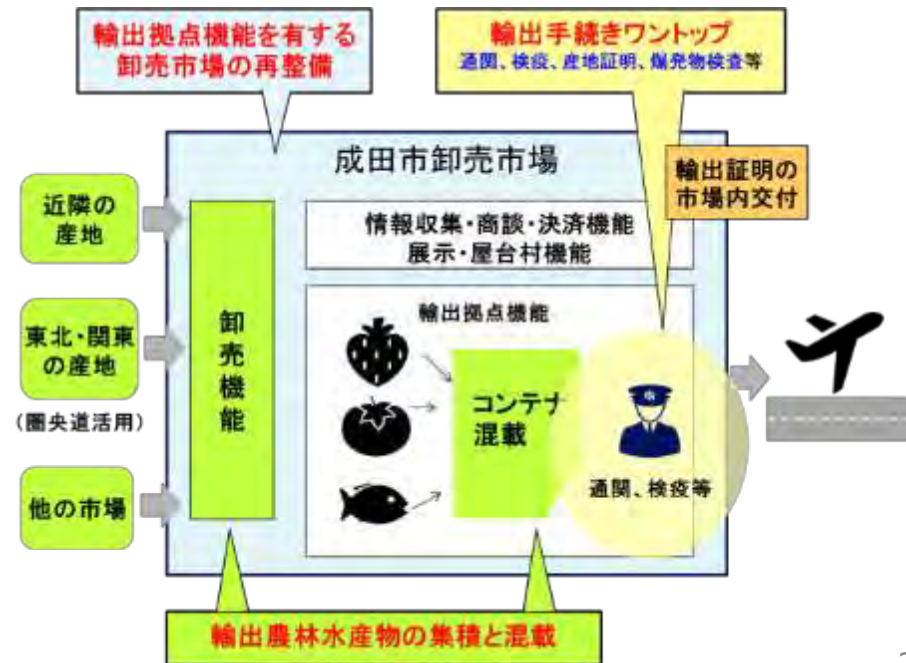 輸出拠点機能を有する
卸売市場の再整備
輸出手続きワントップ
通関、検疫、産地証明、爆発物検査等
成田市卸売市場
輸出証明の
市場内交付
近隣の
産地
東北・関東
の産地
(圏央道活用)
他の市場
卸売機能
情報収集・商談・決済機能
展示・屋台村機能
輸出拠点機能
コンテナ
混載
通関、検疫等
輸出農林水産物の集積と混載